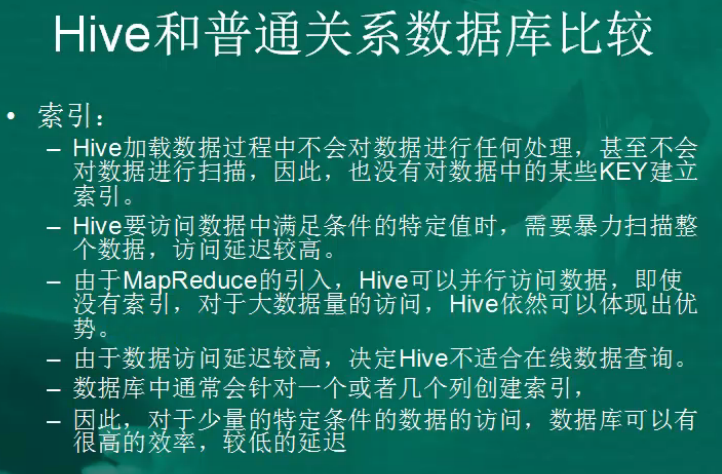 Hive和普通关系数据库比较
• 索引：
– Hive加载数据过程中不会对数据进行任何处理，甚至不会
对数据进行扫描，因此，也没有对数据中的某些KEY建立
索引。
– Hive要访问数据中满足条件的特定值时，需要暴力扫描整
个数据，访问延迟较高。
– 由于MapReduce的引入，Hive可以并行访问数据，即使
没有索引，对于大数据量的访问，Hive依然可以体现出优
势。
– 由于数据访问延迟较高，决定Hive不适合在线数据查询。
– 数据库中通常会针对一个或者几个列创建索引，
– 因此，对于少量的特定条件的数据的访问，数据库可以有
很高的效率，较低的延迟